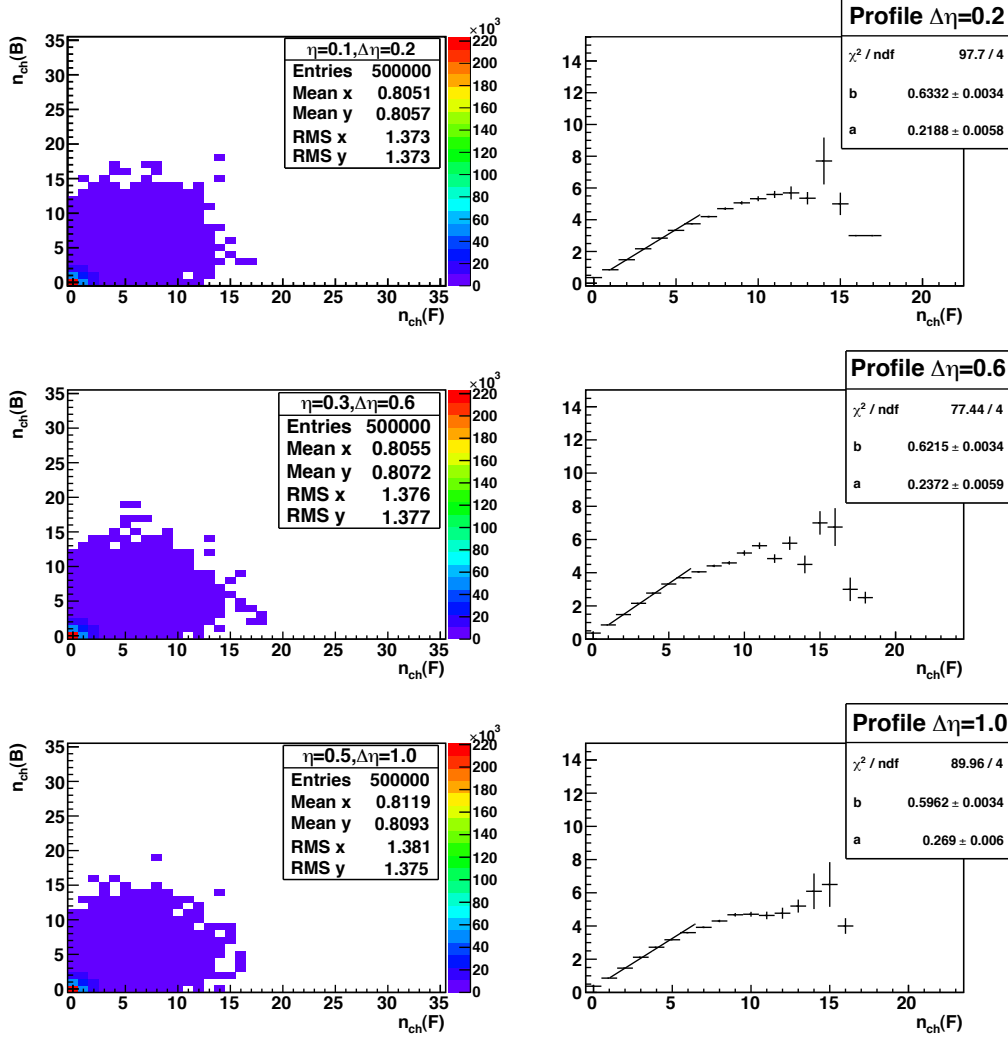 n_ch(B)
35
30
25
20
15
10
5
0
0 5 10 15 20 25 30 35
n_ch(F)
η=0.1,Δη=0.2
Entries 500000
Mean x 0.8051
Mean y 0.8057
RMS x 1.373
RMS y 1.373
×10³
220
200
180
160
140
120
100
80
60
40
20
0
Profile Δη=0.2
χ² / ndf 97.7 / 4
b 0.6332 ± 0.0034
a 0.2188 ± 0.0058
14
12
10
8
6
4
2
0
0 5 10 15 20
n_ch(F)
n_ch(B)
35
30
25
20
15
10
5
0
0 5 10 15 20 25 30 35
n_ch(F)
η=0.3,Δη=0.6
Entries 500000
Mean x 0.8055
Mean y 0.8072
RMS x 1.376
RMS y 1.377
×10³
220
200
180
160
140
120
100
80
60
40
20
0
Profile Δη=0.6
χ² / ndf 77.44 / 4
b 0.6215 ± 0.0034
a 0.2372 ± 0.0059
14
12
10
8
6
4
2
0
0 5 10 15 20
n_ch(F)
n_ch(B)
35
30
25
20
15
10
5
0
0 5 10 15 20 25 30 35
n_ch(F)
η=0.5,Δη=1.0
Entries 500000
Mean x 0.8119
Mean y 0.8093
RMS x 1.381
RMS y 1.375
×10³
220
200
180
160
140
120
100
80
60
40
20
0
Profile Δη=1.0
χ² / ndf 89.96 / 4
b 0.5962 ± 0.0034
a 0.269 ± 0.006
14
12
10
8
6
4
2
0
0 5 10 15 20
n_ch(F)